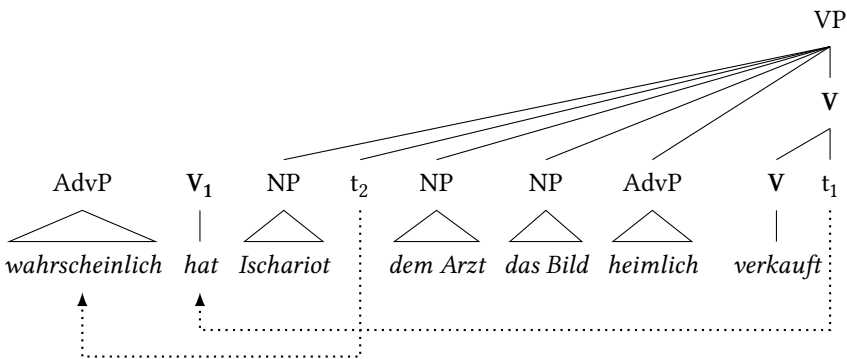 VP
V
AdvP V₁ NP t₂ NP NP AdvP V t₁
wahrscheinlich hat Ischariot dem Arzt das Bild heimlich verkauft